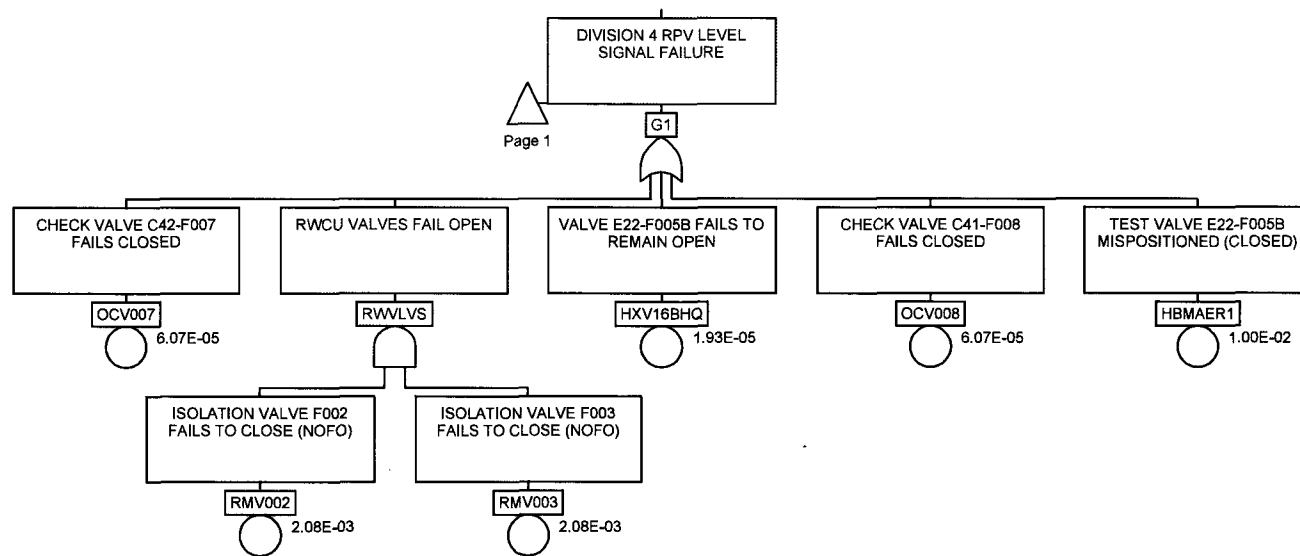 DIVISION 4 RPV LEVEL
SIGNAL FAILURE
Page 1
G1
CHECK VALVE C42-F007
FAILS CLOSED
RWCU VALVES FAIL OPEN
VALVE E22-F005B FAILS TO
REMAIN OPEN
CHECK VALVE C41-F008
FAILS CLOSED
TEST VALVE E22-F005B
MISPOSITIONED (CLOSED)
OCV007
6.07E-05
RWVLVS
HXV16BHQ
1.93E-05
OCV008
6.07E-05
HBMAER1
1.00E-02
ISOLATION VALVE F002
FAILS TO CLOSE (NOFO)
ISOLATION VALVE F003
FAILS TO CLOSE (NOFO)
RMV002
2.08E-03
RMV003
2.08E-03